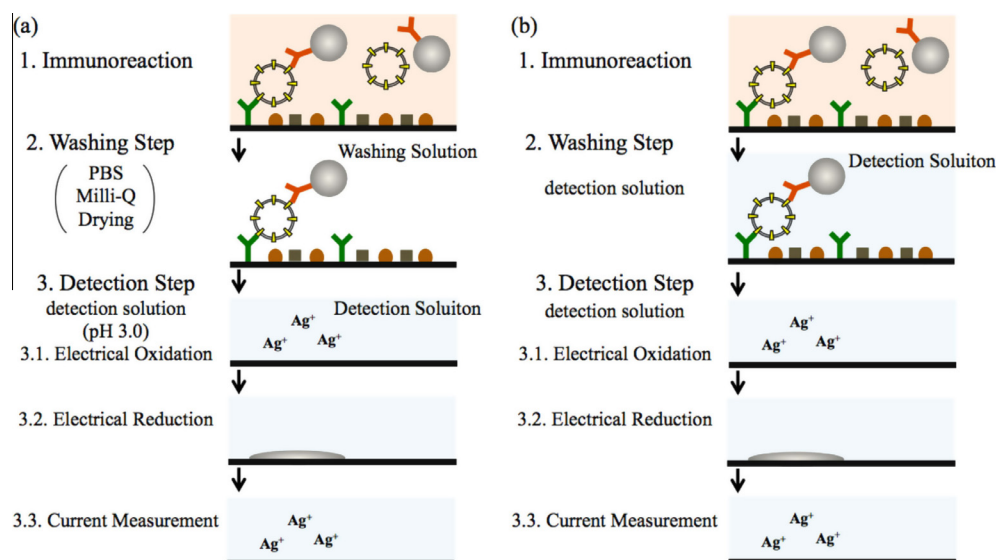 (a)
1. Immunoreaction
2. Washing Step
PBS
Milli-Q
Drying
Washing Solution
3. Detection Step
detection solution
(pH 3.0)
Detection Soluiton
Ag⁺
Ag⁺ Ag⁺
3.1. Electrical Oxidation
3.2. Electrical Reduction
3.3. Current Measurement
Ag⁺
Ag⁺ Ag⁺
(b)
1. Immunoreaction
2. Washing Step
detection solution
Detection Soluiton
3. Detection Step
detection solution
Ag⁺
Ag⁺ Ag⁺
3.1. Electrical Oxidation
3.2. Electrical Reduction
3.3. Current Measurement
Ag⁺
Ag⁺ Ag⁺